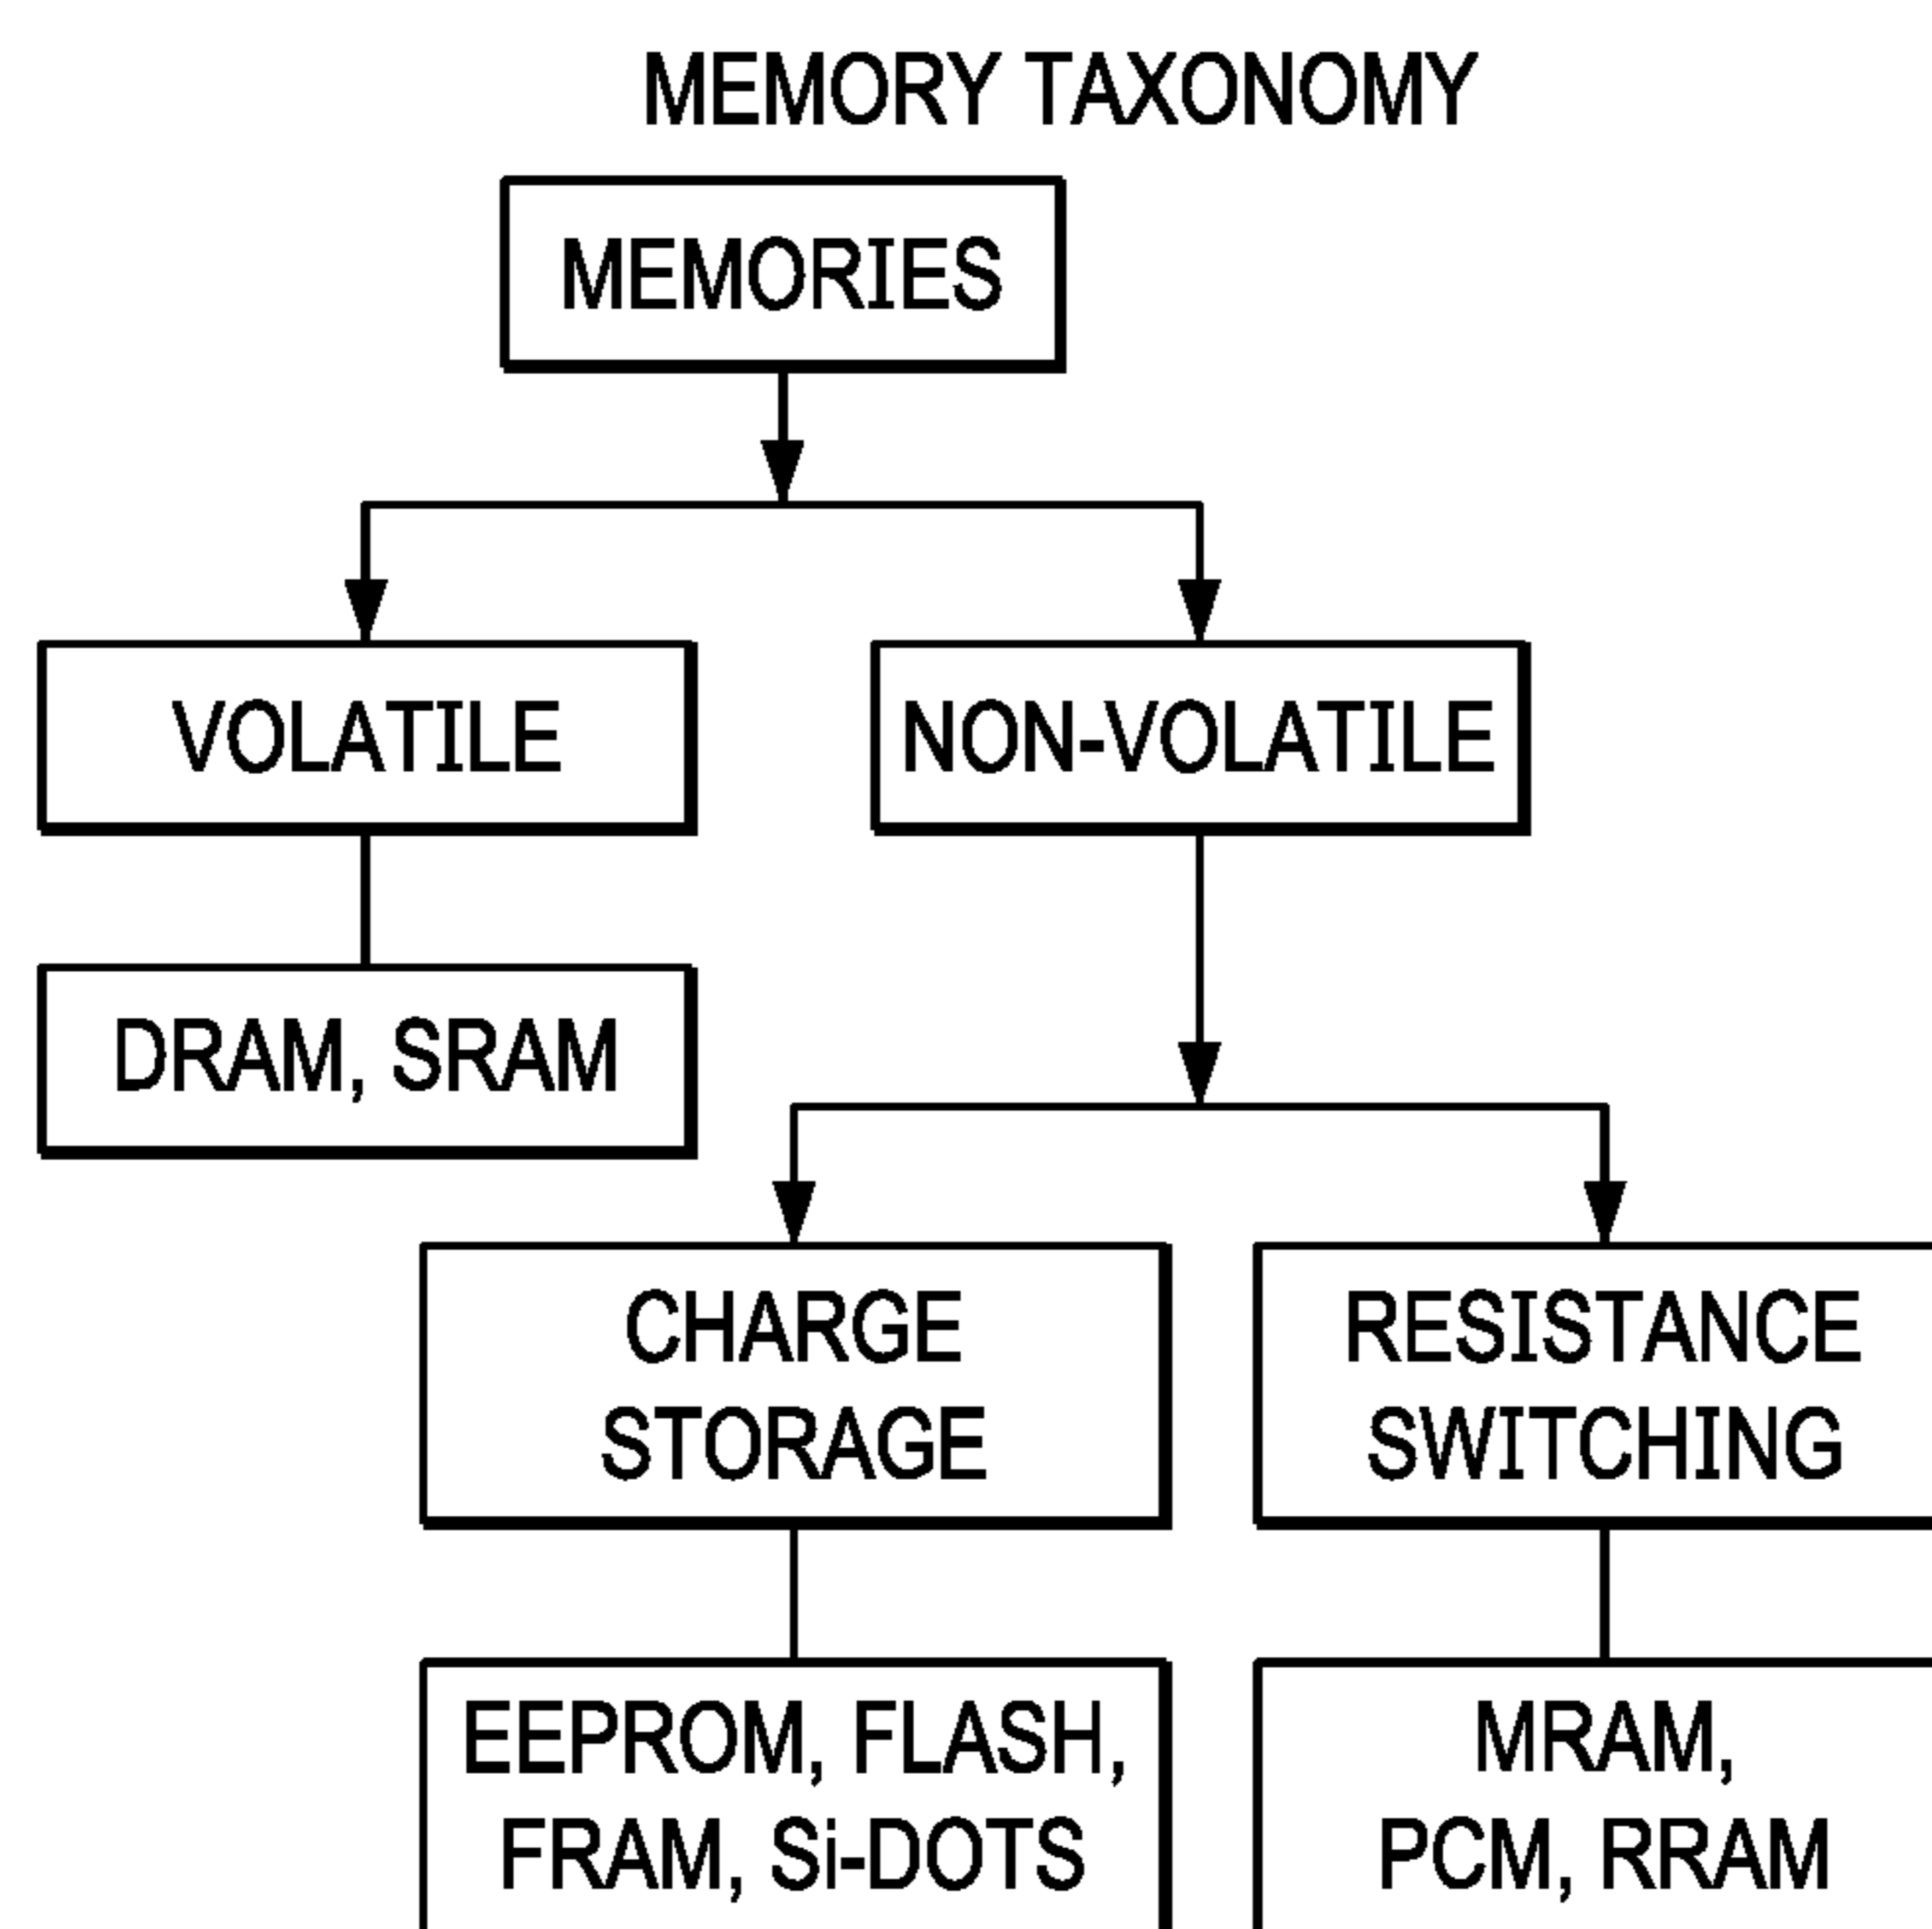 MEMORY TAXONOMY
MEMORIES
VOLATILE
NON-VOLATILE
DRAM, SRAM
CHARGE
STORAGE
RESISTANCE
SWITCHING
EEPROM, FLASH,
FRAM, Si-DOTS
MRAM,
PCM, RRAM